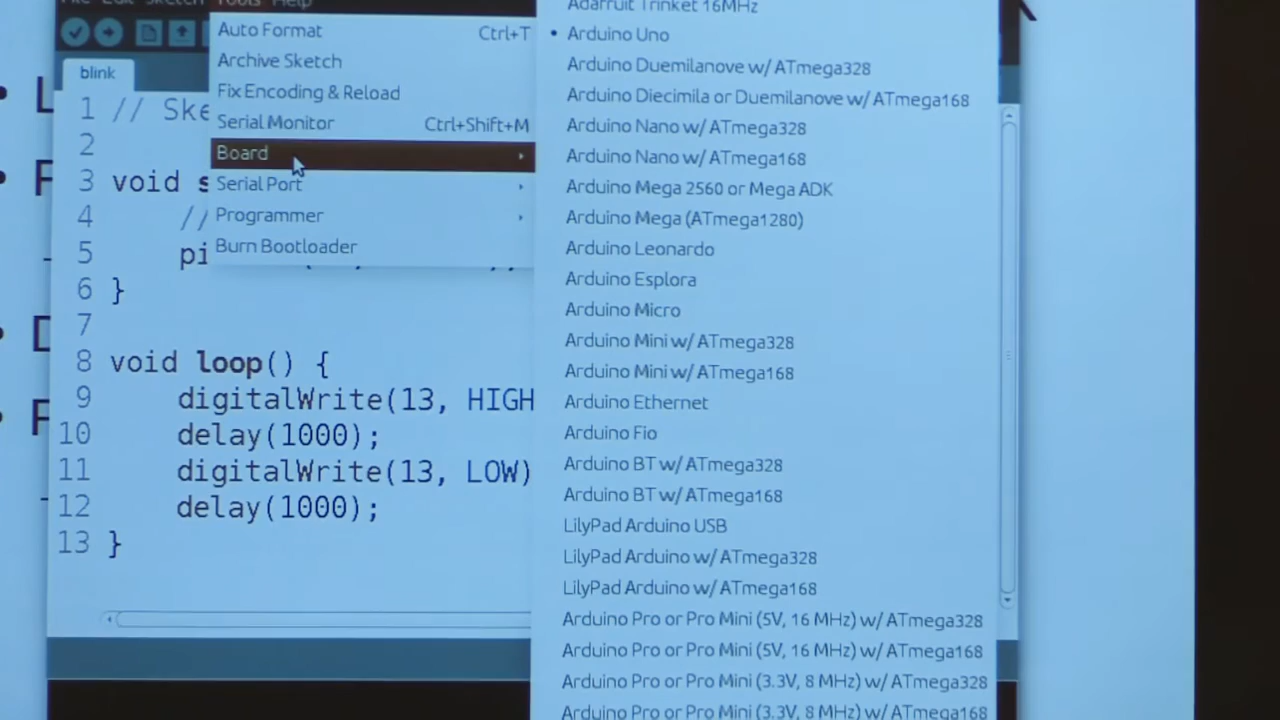 File Edit Sketch Tools Help
blink
1 // Ske
2
3 void s
4 //
5 pi
6 }
7
8 void loop() {
9 digitalWrite(13, HIGH
10 delay(1000);
11 digitalWrite(13, LOW)
12 delay(1000);
13 }
Auto Format Ctrl+T
Archive Sketch
Fix Encoding & Reload
Serial Monitor Ctrl+Shift+M
Board
Serial Port
Programmer
Burn Bootloader
Adafruit Trinket 16MHz
• Arduino Uno
Arduino Duemilanove w/ ATmega328
Arduino Diecimila or Duemilanove w/ ATmega168
Arduino Nano w/ ATmega328
Arduino Nano w/ ATmega168
Arduino Mega 2560 or Mega ADK
Arduino Mega (ATmega1280)
Arduino Leonardo
Arduino Esplora
Arduino Micro
Arduino Mini w/ ATmega328
Arduino Mini w/ ATmega168
Arduino Ethernet
Arduino Fio
Arduino BT w/ ATmega328
Arduino BT w/ ATmega168
LilyPad Arduino USB
LilyPad Arduino w/ ATmega328
LilyPad Arduino w/ ATmega168
Arduino Pro or Pro Mini (5V, 16 MHz) w/ ATmega328
Arduino Pro or Pro Mini (5V, 16 MHz) w/ ATmega168
Arduino Pro or Pro Mini (3.3V, 8 MHz) w/ ATmega328
Arduino Pro or Pro Mini (3.3V, 8 MHz) w/ ATmega168